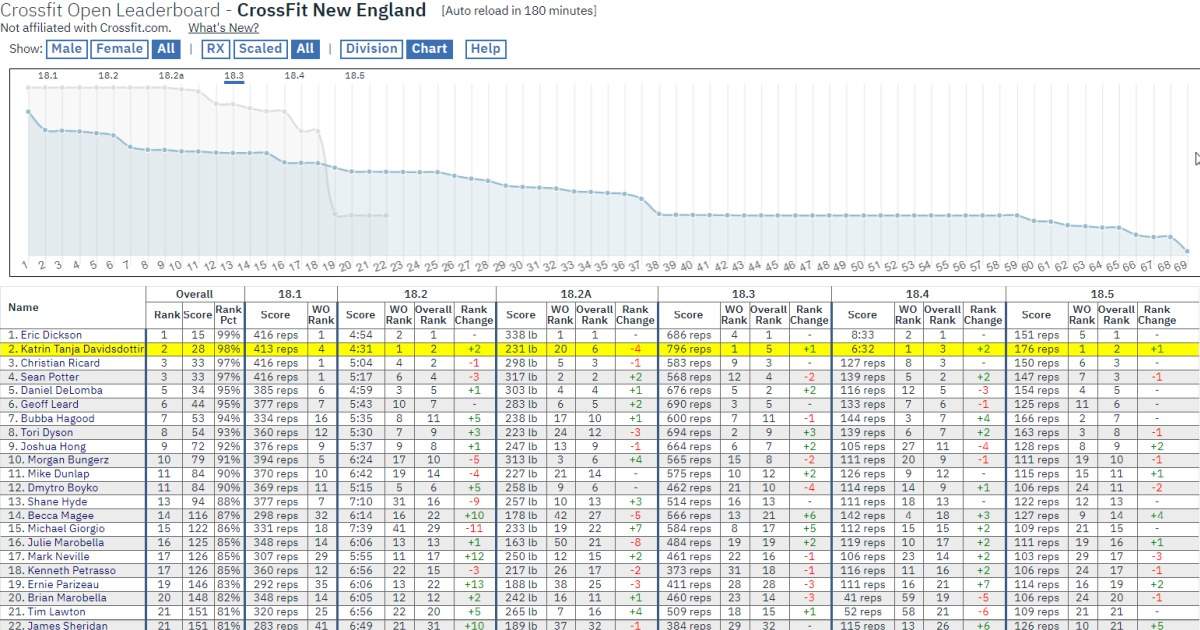 Crossfit Open Leaderboard - CrossFit New England [Auto reload in 180 minutes]
Not affiliated with Crossfit.com. What's New?
Show: Male Female All | RX Scaled All | Division Chart Help
18.1 18.2 18.2a 18.3 18.4 18.5
1 2 3 4 5 6 7 8 9 10 11 12 13 14 15 16 17 18 19 20 21 22 23 24 25 26 27 28 29 30 31 32 33 34 35 36 37 38 39 40 41 42 43 44 45 46 47 48 49 50 51 52 53 54 55 56 57 58 59 60 61 62 63 64 65 66 67 68 69
Name Overall 18.1 18.2 18.2A 18.3 18.4 18.5
Rank Score Rank Pct Score WO Rank Score WO Rank Overall Rank Rank Change Score WO Rank Overall Rank Rank Change Score WO Rank Overall Rank Rank Change Score WO Rank Overall Rank Rank Change Score WO Rank Overall Rank Rank Change
1. Eric Dickson 1 15 99% 416 reps 1 4:54 2 1 - 338 lb 1 1 - 686 reps 4 1 - 8:33 2 1 - 151 reps 5 1 -
2. Katrin Tanja Davidsdottir 2 28 98% 413 reps 4 4:31 1 2 +2 231 lb 20 6 -4 796 reps 1 5 +1 6:32 1 3 +2 176 reps 1 2 +1
3. Christian Ricard 3 33 97% 416 reps 1 5:04 4 2 -1 298 lb 5 3 -1 583 reps 9 3 - 127 reps 8 3 - 150 reps 6 3 -
4. Sean Potter 3 33 97% 416 reps 1 5:17 6 4 -3 317 lb 2 2 +2 568 reps 12 4 -2 139 reps 5 2 +2 147 reps 7 3 -1
5. Daniel DeLomba 5 34 95% 385 reps 6 4:59 3 5 +1 303 lb 4 4 +1 676 reps 5 2 +2 116 reps 12 5 -3 154 reps 4 5 -
6. Geoff Leard 6 44 95% 377 reps 7 5:43 10 7 - 283 lb 6 5 +2 690 reps 3 5 - 133 reps 7 6 -1 125 reps 11 6 -
7. Bubba Hagood 7 53 94% 334 reps 16 5:35 8 11 +5 238 lb 17 10 +1 600 reps 7 11 -1 144 reps 3 7 +4 166 reps 2 7 -
8. Tori Dyson 8 54 93% 360 reps 12 5:30 7 9 +3 223 lb 24 12 -3 694 reps 2 9 +3 139 reps 6 7 +2 163 reps 3 8 -1
9. Joshua Hong 9 72 92% 376 reps 9 5:37 9 8 +1 247 lb 13 9 -1 664 reps 6 7 +2 105 reps 27 11 -4 128 reps 8 9 +2
10. Morgan Bungerz 10 79 91% 394 reps 5 6:24 17 10 -5 313 lb 3 6 +4 565 reps 15 8 -2 111 reps 20 9 -1 111 reps 19 10 -1
11. Mike Dunlap 11 84 90% 370 reps 10 6:42 19 14 -4 227 lb 21 14 - 575 reps 10 12 +2 126 reps 9 12 - 115 reps 15 11 +1
12. Dmytro Boyko 11 84 90% 369 reps 11 5:15 5 6 +5 258 lb 9 6 - 462 reps 21 10 -4 114 reps 14 9 +1 106 reps 24 11 -2
13. Shane Hyde 13 94 88% 377 reps 7 7:10 31 16 -9 257 lb 10 13 +3 514 reps 16 13 - 111 reps 18 13 - 122 reps 12 13 -
14. Becca Magee 14 116 87% 298 reps 32 6:14 16 22 +10 178 lb 42 27 -5 566 reps 13 21 +6 142 reps 4 18 +3 127 reps 9 14 +4
15. Michael Giorgio 15 122 86% 331 reps 18 7:39 41 29 -11 233 lb 19 22 +7 584 reps 8 17 +5 112 reps 15 15 +2 109 reps 21 15 -
16. Julie Marobella 16 125 85% 348 reps 14 6:06 13 13 +1 163 lb 50 21 -8 484 reps 19 19 +2 119 reps 10 17 +2 111 reps 19 16 +1
17. Mark Neville 17 126 85% 307 reps 29 5:55 11 17 +12 250 lb 12 15 +2 461 reps 22 16 -1 106 reps 23 14 +2 103 reps 29 17 -3
18. Kenneth Petrasso 17 126 85% 360 reps 12 6:56 22 15 -3 217 lb 26 17 -2 373 reps 31 18 -1 116 reps 11 16 +2 106 reps 24 17 -1
19. Ernie Parizeau 19 146 83% 292 reps 35 6:06 13 22 +13 188 lb 38 25 -3 411 reps 28 28 -3 111 reps 16 21 +7 114 reps 16 19 +2
20. Brian Marobella 20 148 82% 348 reps 14 6:05 12 12 +2 242 lb 16 11 +1 460 reps 23 14 -3 41 reps 59 19 -5 106 reps 24 20 -1
21. Tim Lawton 21 151 81% 320 reps 25 6:56 22 20 +5 265 lb 7 16 +4 509 reps 18 15 +1 52 reps 58 21 -6 109 reps 21 21 -
22. James Sheridan 21 151 81% 283 reps 41 6:49 21 31 +10 189 lb 37 32 -1 384 reps 29 32 - 115 reps 13 26 +6 126 reps 10 21 +5